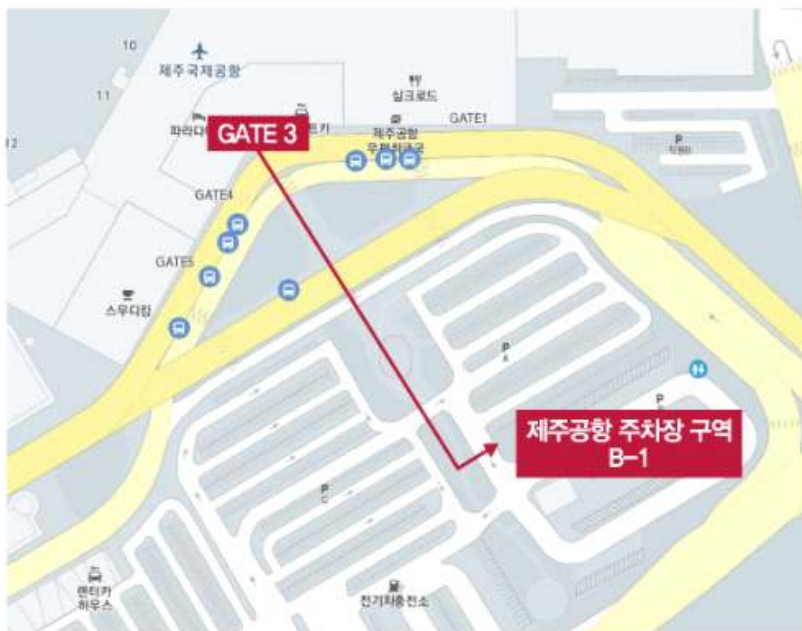 10
제주국제공항
11
12
실크로드
GATE 3
제주공항
GATE1
P
GATE4
GATE5
스무디킹
P
A
P
제주공항 주차장 구역
B-1
P
C
렌터카
하우스
전기차충전소